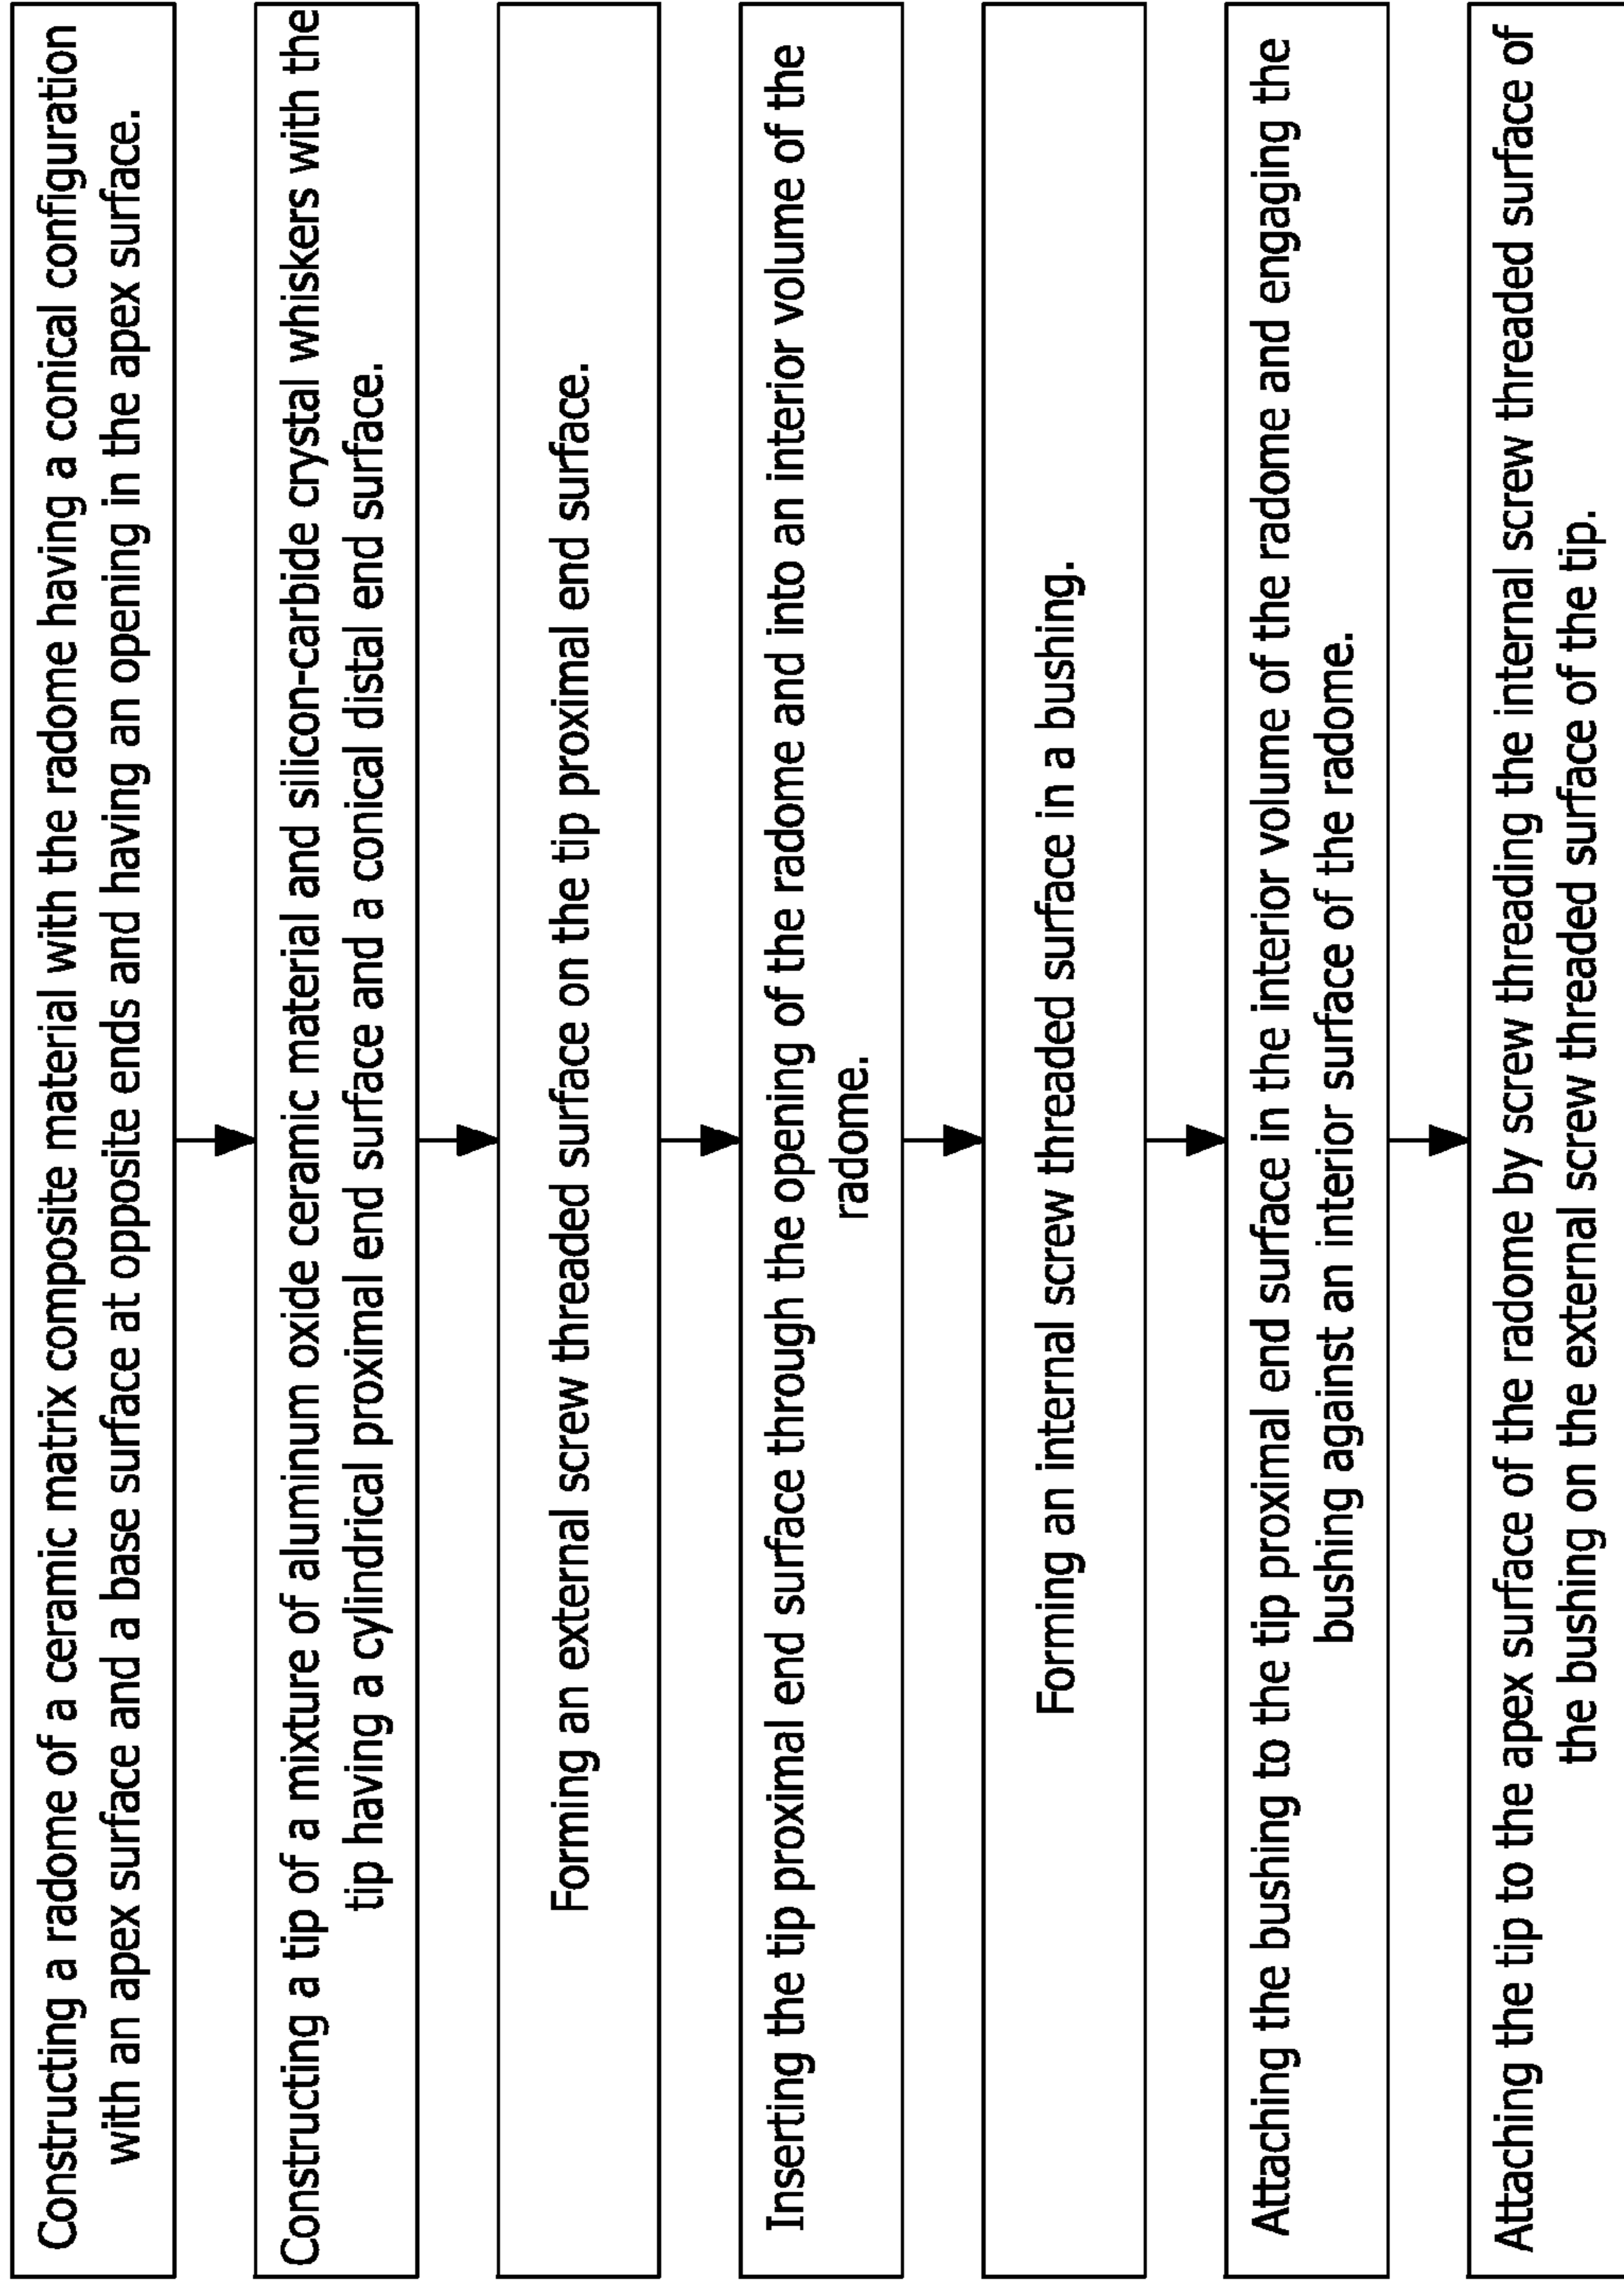 Constructing a radome of a ceramic matrix composite material with the radome having a conical configuration
with an apex surface and a base surface at opposite ends and having an opening in the apex surface.
Constructing a tip of a mixture of aluminum oxide ceramic material and silicon-carbide crystal whiskers with the
tip having a cylindrical proximal end surface and a conical distal end surface.
Forming an external screw threaded surface on the tip proximal end surface.
Inserting the tip proximal end surface through the opening of the radome and into an interior volume of the
radome.
Forming an internal screw threaded surface in a bushing.
Attaching the bushing to the tip proximal end surface in the interior volume of the radome and engaging the
bushing against an interior surface of the radome.
Attaching the tip to the apex surface of the radome by screw threading the internal screw threaded surface of
the bushing on the external screw threaded surface of the tip.